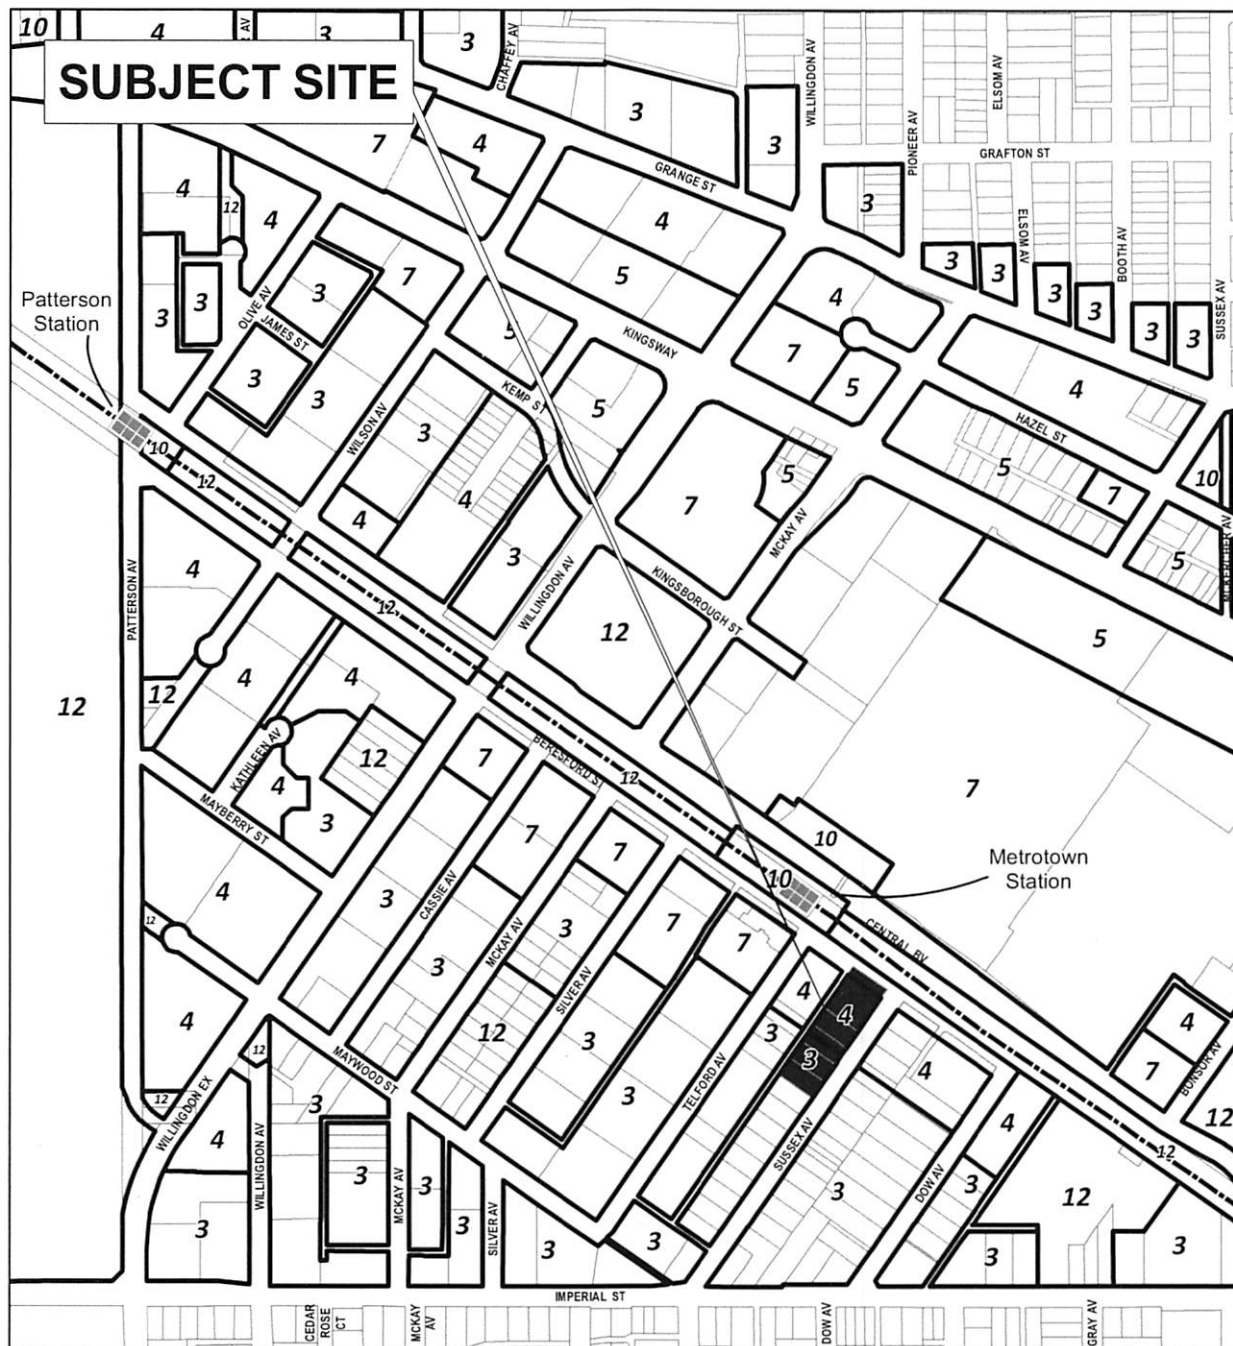 10
4
3
3
CHAFFEY AV
SUBJECT SITE
7
4
3
3
WILLINGDON AV
PIONEER AV
ELSOM AV
GRAFTON ST
GRANGE ST
4
12
4
4
3
3
3
ELSOM AV
3
BOOTH AV
SUSSEX AV
3
3
3
3
Patterson
Station
3
3
OLIVE AV
JAMES ST
3
7
5
KINGSWAY
5
4
7
5
4
HAZEL ST
3
3
WILSON AV
KEMP ST
5
3
4
4
3
7
5
MCKAY AV
5
7
10
5
MCKERCHER AV
10
12
PATTERSON AV
4
12
WILLINGDON AV
KINGSBOROUGH ST
12
5
12
12
4
4
KATHLEEN AV
12
4
3
MAYBERRY ST
7
BERESFORD ST
12
7
7
7
10
10
Metrotown
Station
CENTRAL BV
4
12
4
3
CASSIE AV
3
MCKAY AV
3
12
SILVER AV
7
7
3
3
TELFORD AV
4
3
4
3
SUSSEX AV
4
4
7
BONSOR AV
12
12
WILLINGDON EX
12
4
12
3
WILLINGDON AV
MAYWOOD ST
3
3
MCKAY AV
3
3
SILVER AV
3
3
3
DOW AV
4
3
12
3
3
IMPERIAL ST
CEDAR
ROSE
CT
MCKAY
AV
DOW AV
GRAY AV